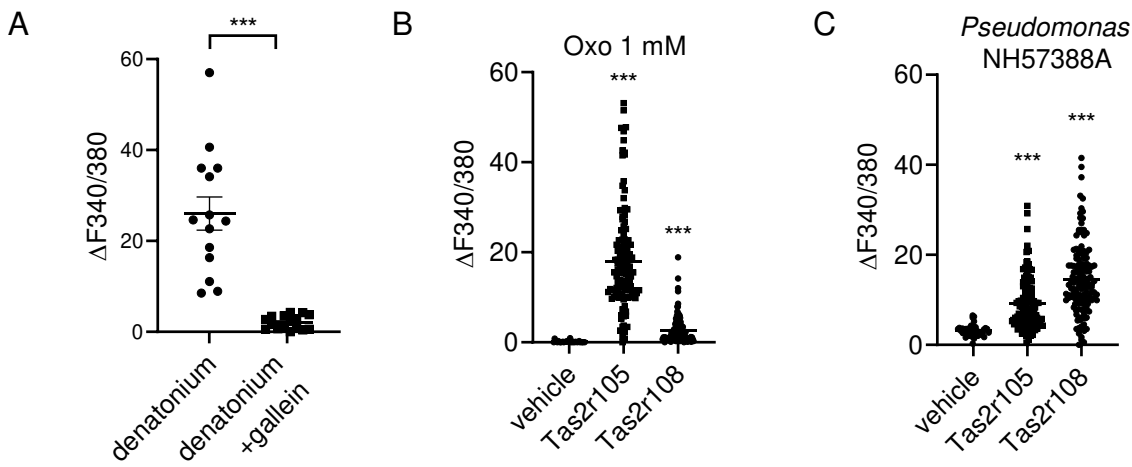 A
***
60
40
20
0
ΔF340/380
denatonium
denatonium
+gallein
B
Oxo 1 mM
***
***
60
40
20
0
ΔF340/380
vehicle
Tas2r105
Tas2r108
C
Pseudomonas
NH57388A
***
***
60
40
20
0
ΔF340/380
vehicle
Tas2r105
Tas2r108